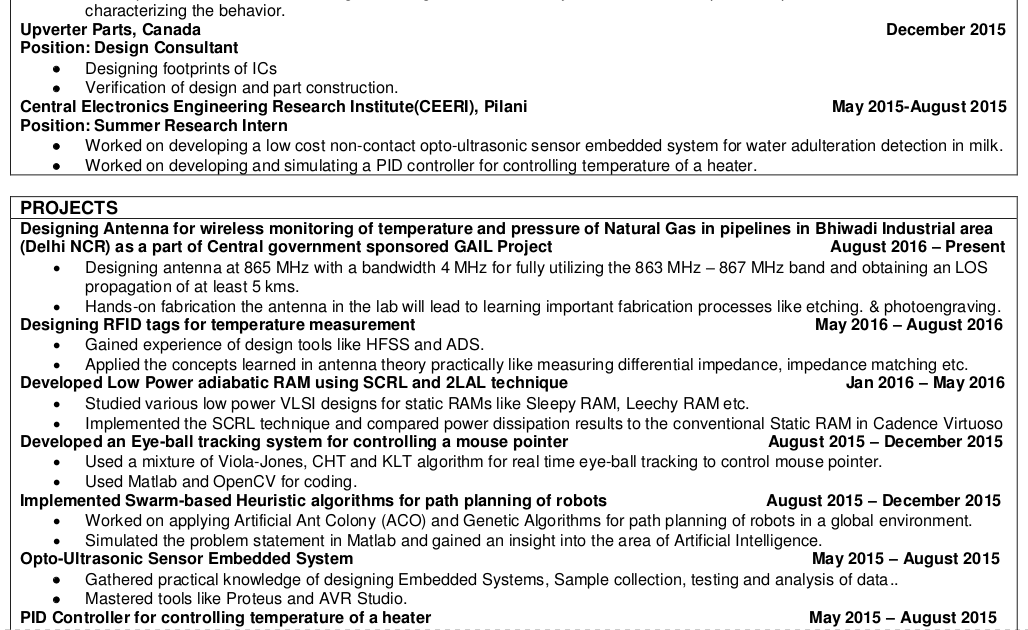 characterizing the behavior.
Upverter Parts, Canada December 2015
Position: Design Consultant
● Designing footprints of ICs
● Verification of design and part construction.
Central Electronics Engineering Research Institute(CEERI), Pilani May 2015-August 2015
Position: Summer Research Intern
● Worked on developing a low cost non-contact opto-ultrasonic sensor embedded system for water adulteration detection in milk.
● Worked on developing and simulating a PID controller for controlling temperature of a heater.
PROJECTS
Designing Antenna for wireless monitoring of temperature and pressure of Natural Gas in pipelines in Bhiwadi Industrial area
(Delhi NCR) as a part of Central government sponsored GAIL Project August 2016 – Present
● Designing antenna at 865 MHz with a bandwidth 4 MHz for fully utilizing the 863 MHz – 867 MHz band and obtaining an LOS
propagation of at least 5 kms.
● Hands-on fabrication the antenna in the lab will lead to learning important fabrication processes like etching. & photoengraving.
Designing RFID tags for temperature measurement May 2016 – August 2016
● Gained experience of design tools like HFSS and ADS.
● Applied the concepts learned in antenna theory practically like measuring differential impedance, impedance matching etc.
Developed Low Power adiabatic RAM using SCRL and 2LAL technique Jan 2016 – May 2016
● Studied various low power VLSI designs for static RAMs like Sleepy RAM, Leechy RAM etc.
● Implemented the SCRL technique and compared power dissipation results to the conventional Static RAM in Cadence Virtuoso
Developed an Eye-ball tracking system for controlling a mouse pointer August 2015 – December 2015
● Used a mixture of Viola-Jones, CHT and KLT algorithm for real time eye-ball tracking to control mouse pointer.
● Used Matlab and OpenCV for coding.
Implemented Swarm-based Heuristic algorithms for path planning of robots August 2015 – December 2015
● Worked on applying Artificial Ant Colony (ACO) and Genetic Algorithms for path planning of robots in a global environment.
● Simulated the problem statement in Matlab and gained an insight into the area of Artificial Intelligence.
Opto-Ultrasonic Sensor Embedded System May 2015 – August 2015
● Gathered practical knowledge of designing Embedded Systems, Sample collection, testing and analysis of data..
● Mastered tools like Proteus and AVR Studio.
PID Controller for controlling temperature of a heater May 2015 – August 2015